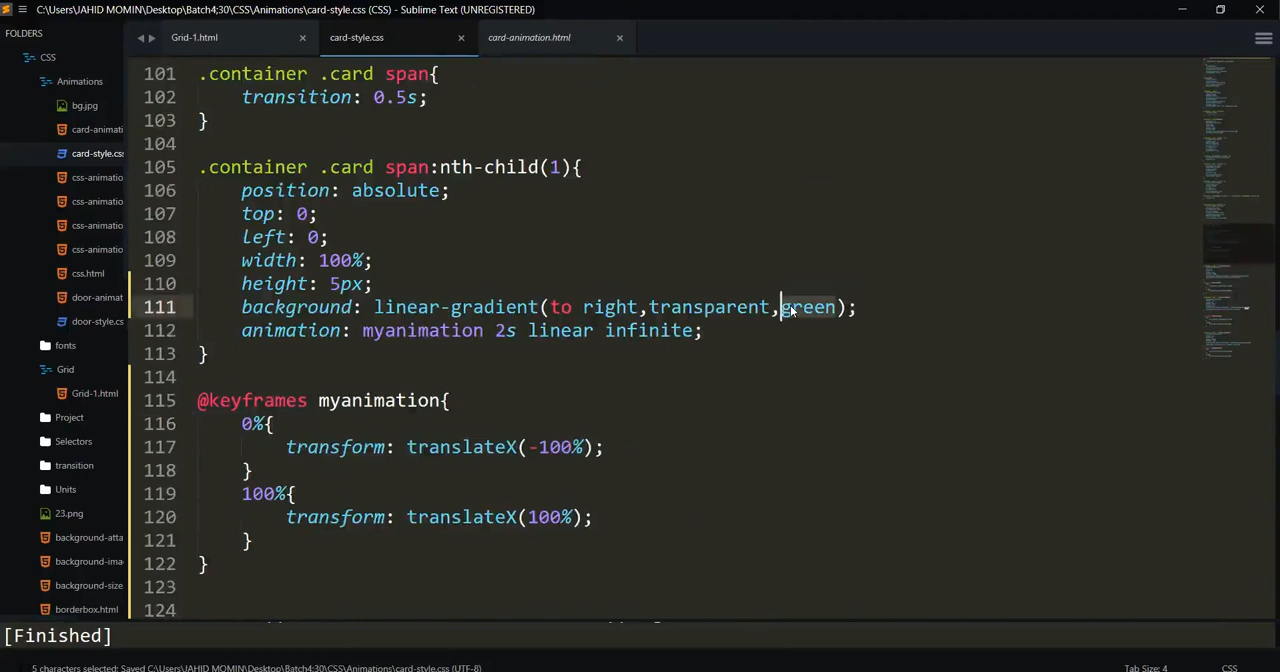 C:\Users\JAHID MOMIN\Desktop\Batch4;30\CSS\Animations\card-style.css (CSS) - Sublime Text (UNREGISTERED)
FOLDERS
CSS
Animations
bg.jpg
card-animati
card-style.css
css-animatio
css-animatio
css-animatio
css-animatio
css.html
door-animat
door-style.cs
fonts
Grid
Grid-1.html
Project
Selectors
transition
Units
23.png
background-atta
background-ima
background-size
borderbox.html
Grid-1.html
card-style.css
card-animation.html
101 .container .card span{
102 transition: 0.5s;
103 }
104
105 .container .card span:nth-child(1){
106 position: absolute;
107 top: 0;
108 left: 0;
109 width: 100%;
110 height: 5px;
111 background: linear-gradient(to right,transparent,green);
112 animation: myanimation 2s linear infinite;
113 }
114
115 @keyframes myanimation{
116 0%{
117 transform: translateX(-100%);
118 }
119 100%{
120 transform: translateX(100%);
121 }
122 }
123
124
[Finished]
5 characters selected; Saved C:\Users\JAHID MOMIN\Desktop\Batch4;30\CSS\Animations\card-style.css (UTF-8)
Tab Size: 4
CSS